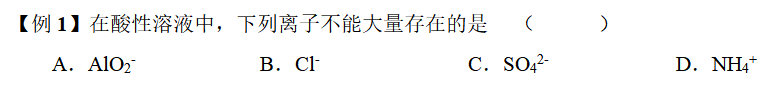 【例 1】在酸性溶液中，下列离子不能大量存在的是 （ ）
A．AlO₂⁻ B．Cl⁻ C．SO₄²⁻ D．NH₄⁺